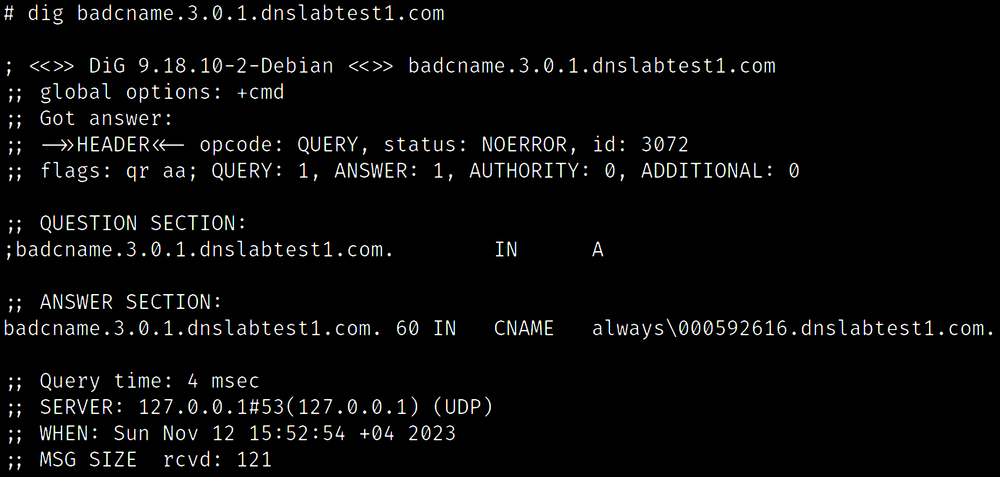 # dig badcname.3.0.1.dnslabtest1.com
; <<>> DiG 9.18.10-2-Debian <<>> badcname.3.0.1.dnslabtest1.com
;; global options: +cmd
;; Got answer:
;; ->>HEADER<<- opcode: QUERY, status: NOERROR, id: 3072
;; flags: qr aa; QUERY: 1, ANSWER: 1, AUTHORITY: 0, ADDITIONAL: 0
;; QUESTION SECTION:
;badcname.3.0.1.dnslabtest1.com. IN A
;; ANSWER SECTION:
badcname.3.0.1.dnslabtest1.com. 60 IN CNAME always\000592616.dnslabtest1.com.
;; Query time: 4 msec
;; SERVER: 127.0.0.1#53(127.0.0.1) (UDP)
;; WHEN: Sun Nov 12 15:52:54 +04 2023
;; MSG SIZE  rcvd: 121